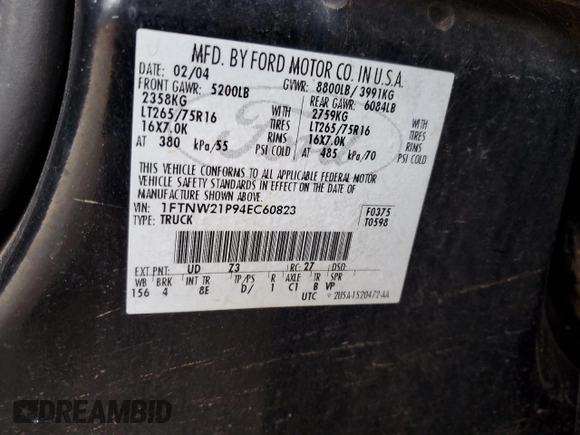 MFD. BY FORD MOTOR CO. IN U.S.A.
DATE: 02/04 GVWR: 8800LB/ 3991KG
FRONT GAWR: 5200LB REAR GAWR: 6084LB
2358KG WITH 2759KG WITH
LT265/75R16 TIRES LT265/75R16 TIRES
16X7.0K RIMS 16X7.0K RIMS
AT 380 kPa/55 PSI COLD AT 485 kPa/70 PSI COLD
THIS VEHICLE CONFORMS TO ALL APPLICABLE FEDERAL MOTOR
VEHICLE SAFETY STANDARDS IN EFFECT ON THE DATE OF
MANUFACTURE SHOWN ABOVE.
VIN: 1FTNW21P94EC60823 F0375
TYPE: TRUCK T0598
Ford
EXT PNT: UD Z3 RC: 27 DSO:
WB BRK INT TR TP/PS R AXLE TR SPR
156 4 8E D/ 1 C1 B VP
UTC 2USA-1520472-AA
DREAMBID